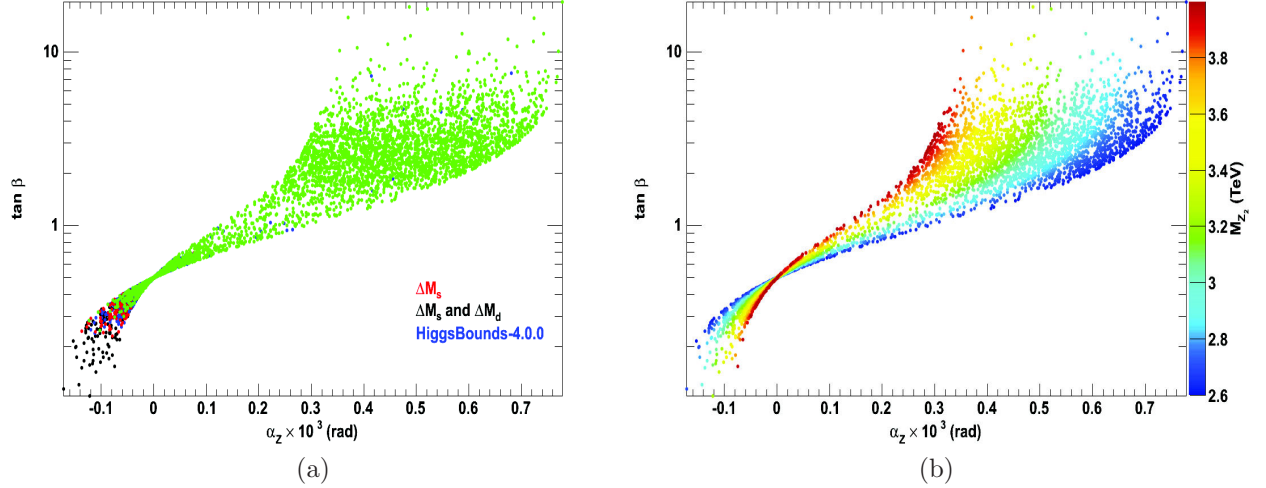 10
1
tan β
-0.1 0 0.1 0.2 0.3 0.4 0.5 0.6 0.7
α_Z × 10^3 (rad)
ΔM_s
ΔM_s and ΔM_d
HiggsBounds-4.0.0
(a)
10
1
tan β
-0.1 0 0.1 0.2 0.3 0.4 0.5 0.6 0.7
α_Z × 10^3 (rad)
3.8
3.6
3.4
3.2
3
2.8
2.6
M_{Z_2} (TeV)
(b)